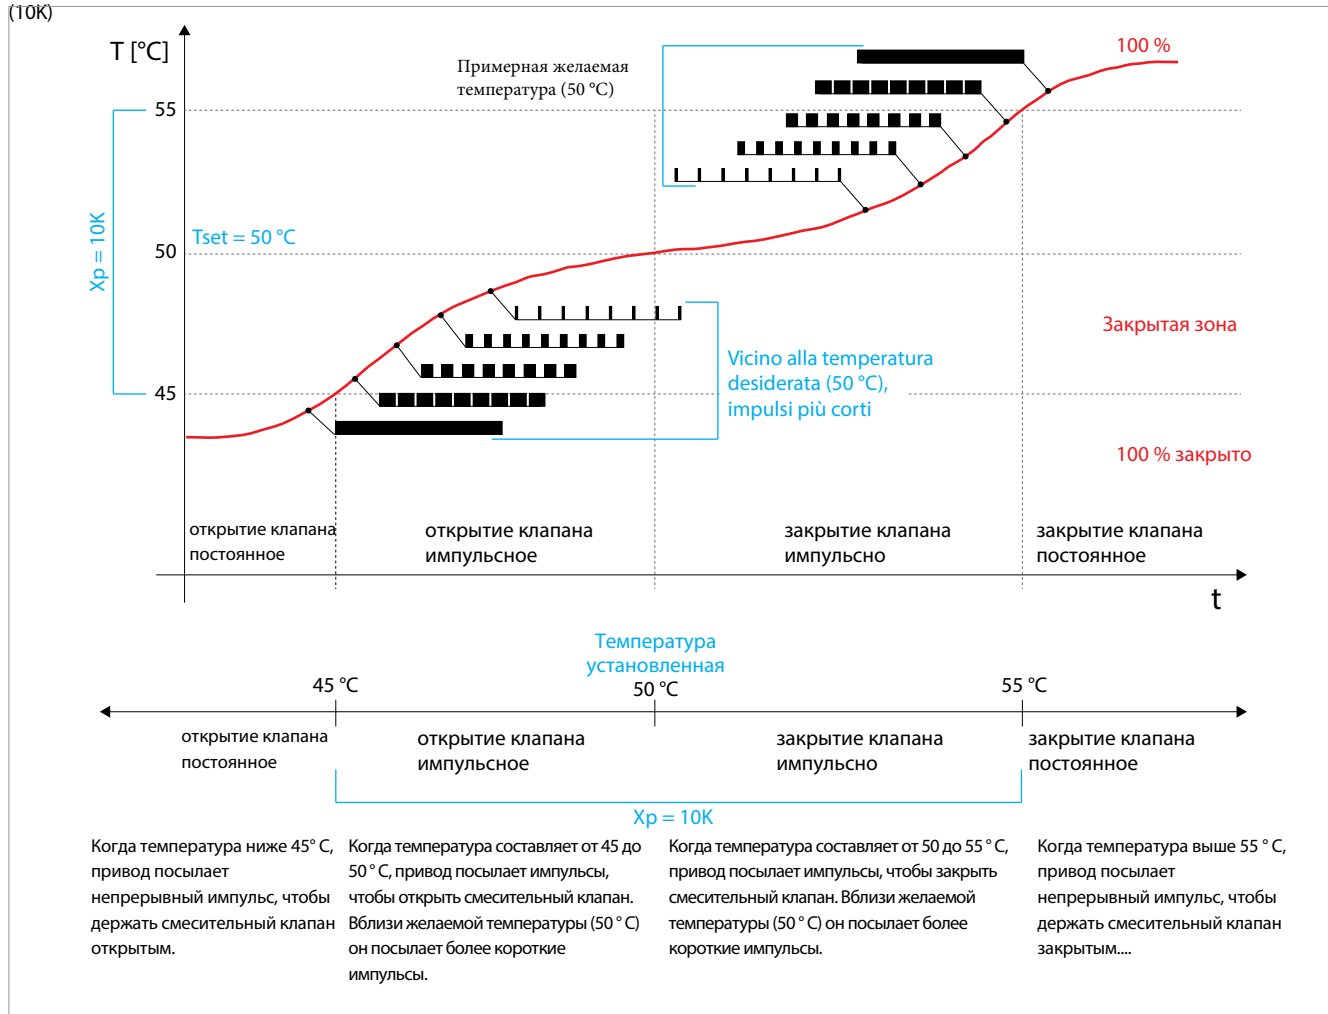 (10K)
T [°C]
100 %
Примерная желаемая
температура (50 °C)
55
Xp = 10K
Tset = 50 °C
50
Закрытая зона
Vicino alla temperatura
desiderata (50 °C),
impulsi più corti
45
100 % закрыто
открытие клапана
постоянное
открытие клапана
импульсное
закрытие клапана
импульсно
закрытие клапана
постоянное
t
Температура
установленная
45 °C
50 °C
55 °C
открытие клапана
постоянное
открытие клапана
импульсное
закрытие клапана
импульсно
закрытие клапана
постоянное
Xp = 10K
Когда температура ниже 45° C,
привод посылает
непрерывный импульс, чтобы
держать смесительный клапан
открытым.
Когда температура составляет от 45 до
50 ° C, привод посылает импульсы,
чтобы открыть смесительный клапан.
Вблизи желаемой температуры (50 ° C)
он посылает более короткие
импульсы.
Когда температура составляет от 50 до 55 ° C,
привод посылает импульсы, чтобы закрыть
смесительный клапан. Вблизи желаемой
температуры (50 ° C) он посылает более
короткие импульсы.
Когда температура выше 55 ° C,
привод посылает
непрерывный импульс, чтобы
держать смесительный клапан
закрытым....